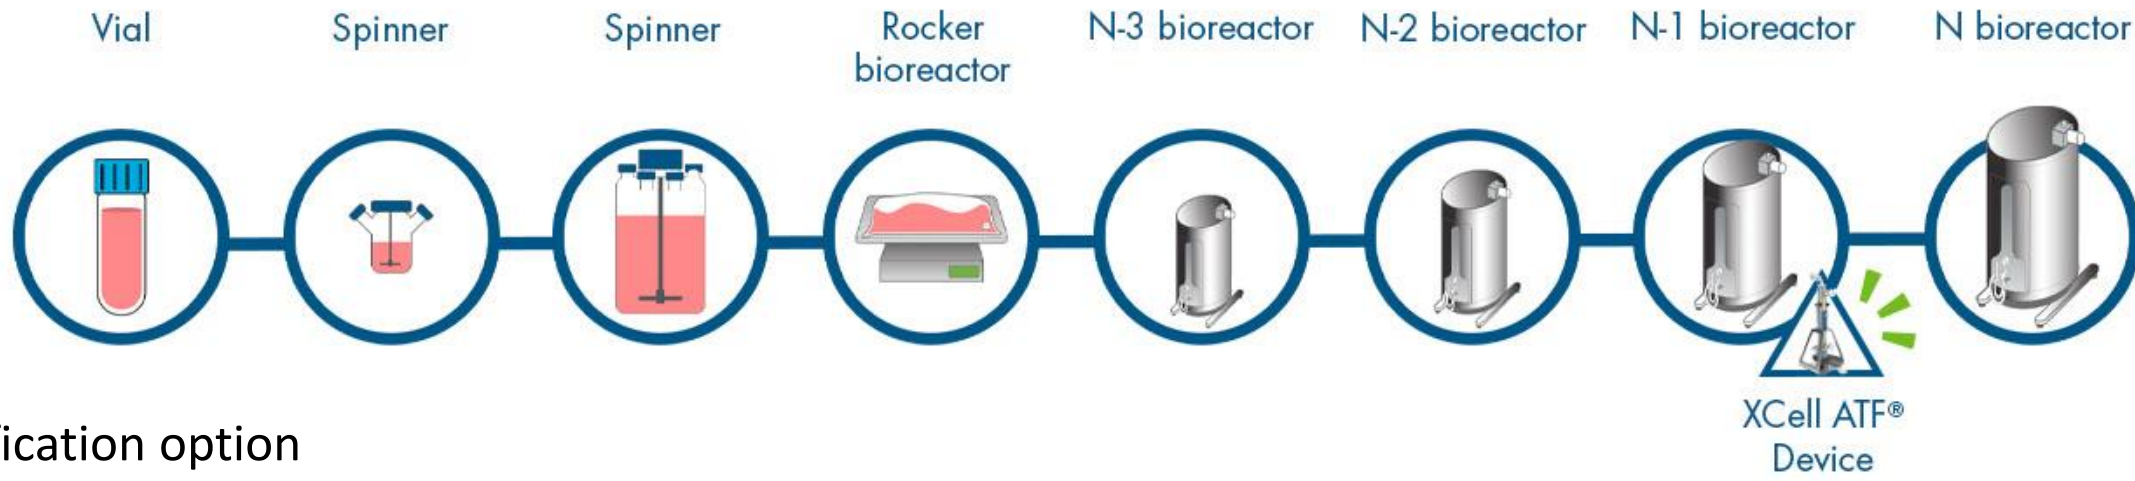 Vial
Spinner
Spinner
Rocker
bioreactor
N-3 bioreactor
N-2 bioreactor
N-1 bioreactor
N bioreactor
XCell ATF®
Device
ication option